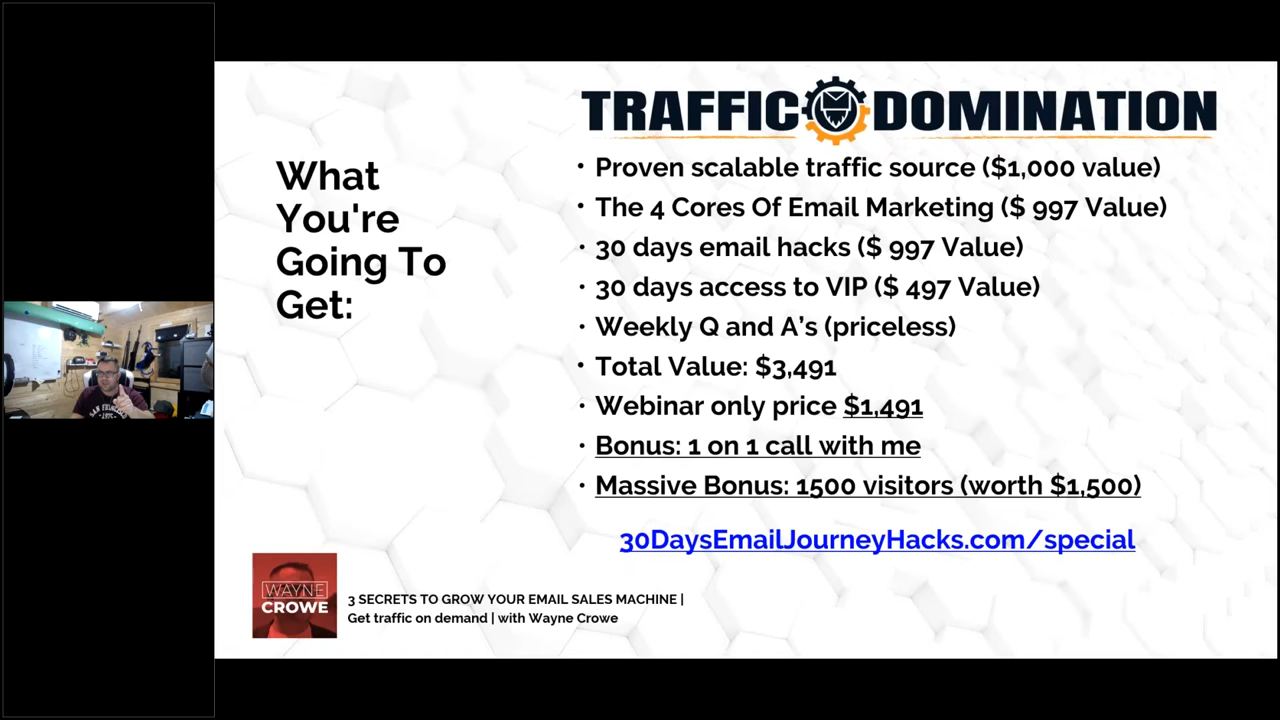 TRAFFIC DOMINATION
What
You're
Going To
Get:
• Proven scalable traffic source ($1,000 value)
• The 4 Cores Of Email Marketing ($ 997 Value)
• 30 days email hacks ($ 997 Value)
• 30 days access to VIP ($ 497 Value)
• Weekly Q and A’s (priceless)
• Total Value: $3,491
• Webinar only price $1,491
• Bonus: 1 on 1 call with me
• Massive Bonus: 1500 visitors (worth $1,500)
30DaysEmailJourneyHacks.com/special
WAYNE
CROWE
3 SECRETS TO GROW YOUR EMAIL SALES MACHINE |
Get traffic on demand | with Wayne Crowe